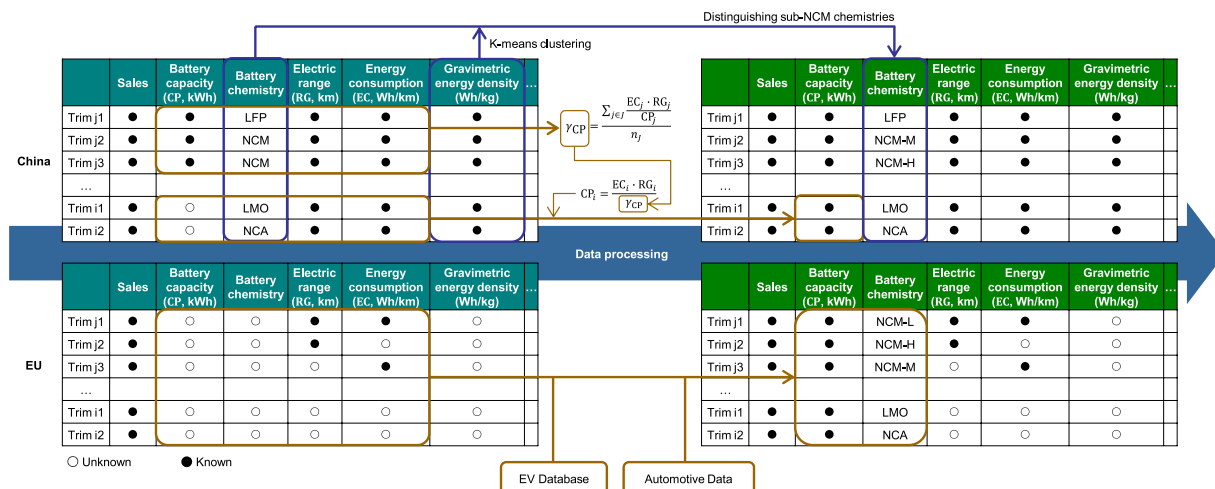 Distinguishing sub-NCM chemistries
K-means clustering
Sales Battery capacity (CP, kWh) Battery chemistry Electric range (RG, km) Energy consumption (EC, Wh/km) Gravimetric energy density (Wh/kg) ...
Trim j1 ● ● LFP ● ● ●
Trim j2 ● ● NCM ● ● ●
Trim j3 ● ● NCM ● ● ●
...
Trim i1 ● ○ LMO ● ● ●
Trim i2 ● ○ NCA ● ● ●
China
γCP = ∑j∈J ECj · RGj / CPj / nJ
CPi = ECi · RGi / γCP
Sales Battery capacity (CP, kWh) Battery chemistry Electric range (RG, km) Energy consumption (EC, Wh/km) Gravimetric energy density (Wh/kg) ...
Trim j1 ● ● LFP ● ● ●
Trim j2 ● ● NCM-M ● ● ●
Trim j3 ● ● NCM-H ● ● ●
...
Trim i1 ● ● LMO ● ● ●
Trim i2 ● ● NCA ● ● ●
Data processing
Sales Battery capacity (CP, kWh) Battery chemistry Electric range (RG, km) Energy consumption (EC, Wh/km) Gravimetric energy density (Wh/kg) ...
Trim j1 ● ○ ○ ● ● ○
Trim j2 ● ○ ○ ● ○ ○
Trim j3 ● ○ ○ ○ ● ○
...
Trim i1 ● ○ ○ ○ ○ ○
Trim i2 ● ○ ○ ○ ○ ○
EU
Sales Battery capacity (CP, kWh) Battery chemistry Electric range (RG, km) Energy consumption (EC, Wh/km) Gravimetric energy density (Wh/kg) ...
Trim j1 ● ● NCM-L ● ● ○
Trim j2 ● ● NCM-H ● ○ ○
Trim j3 ● ● NCM-M ○ ● ○
...
Trim i1 ● ● LMO ○ ○ ○
Trim i2 ● ● NCA ○ ○ ○
○ Unknown ● Known
EV Database
Automotive Data